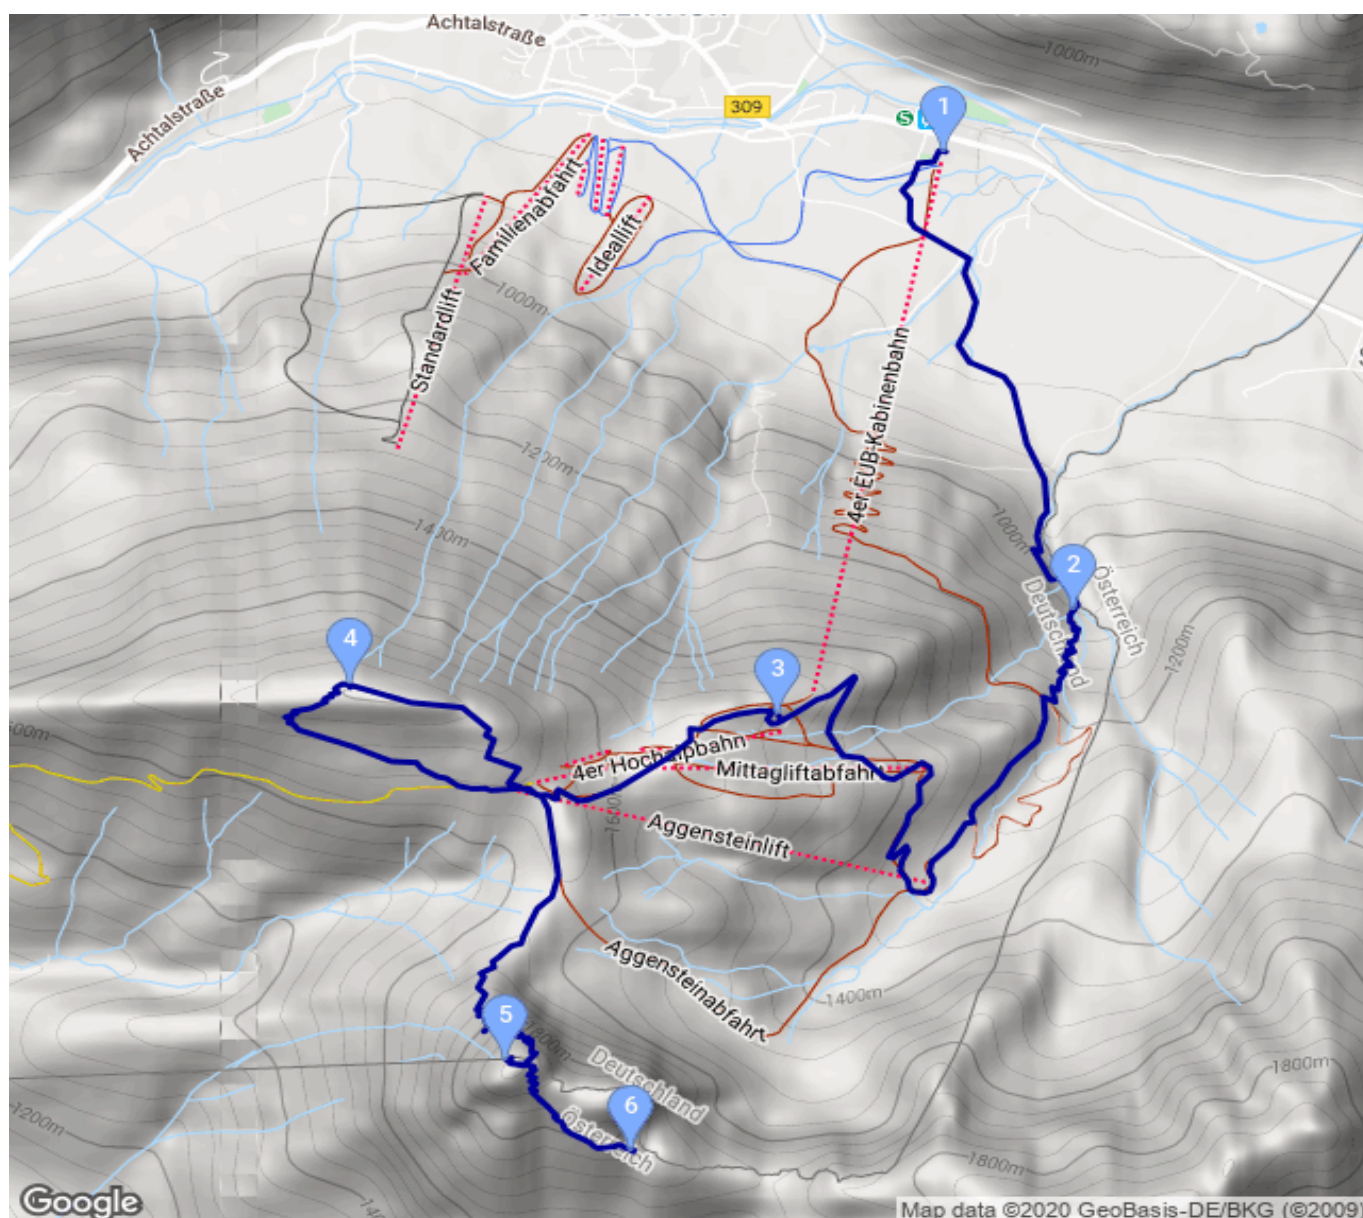 Achtalstraße
1000m
309
S
1
Achtalstraße
Familienabfahrt
Ideallift
1000m
Standardlift
4er EUB-Kabinenbahn
1200m
1400m
1000m
2
Österreich
Deutschland
1200m
4
3
4er Hochalpbahn
Mittagliftabfahrt
Aggensteinlift
Aggensteinabfahrt
1400m
5
Deutschland
6
Österreich
1800m
1200m
1800m
Google
Map data ©2020 GeoBasis-DE/BKG (©2009)